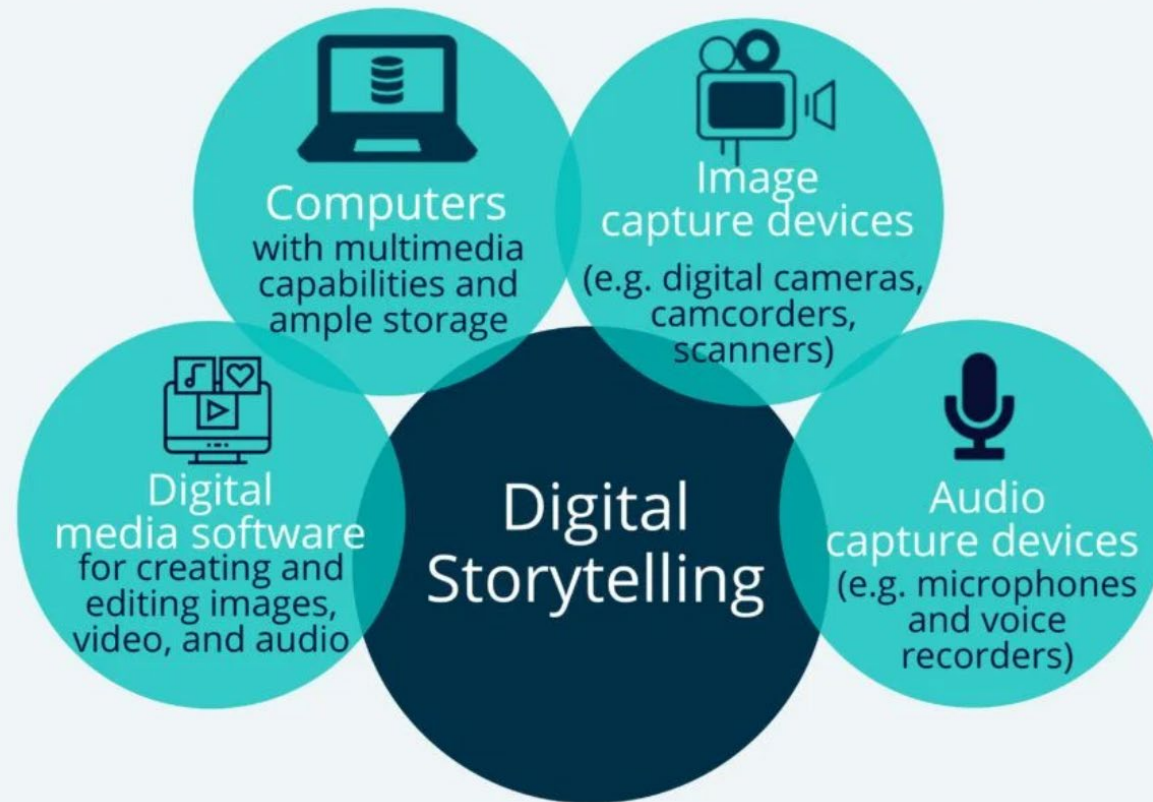 Computers
with multimedia
capabilities and
ample storage
Image
capture devices
(e.g. digital cameras,
camcorders,
scanners)
Digital
media software
for creating and
editing images,
video, and audio
Digital
Storytelling
Audio
capture devices
(e.g. microphones
and voice
recorders)